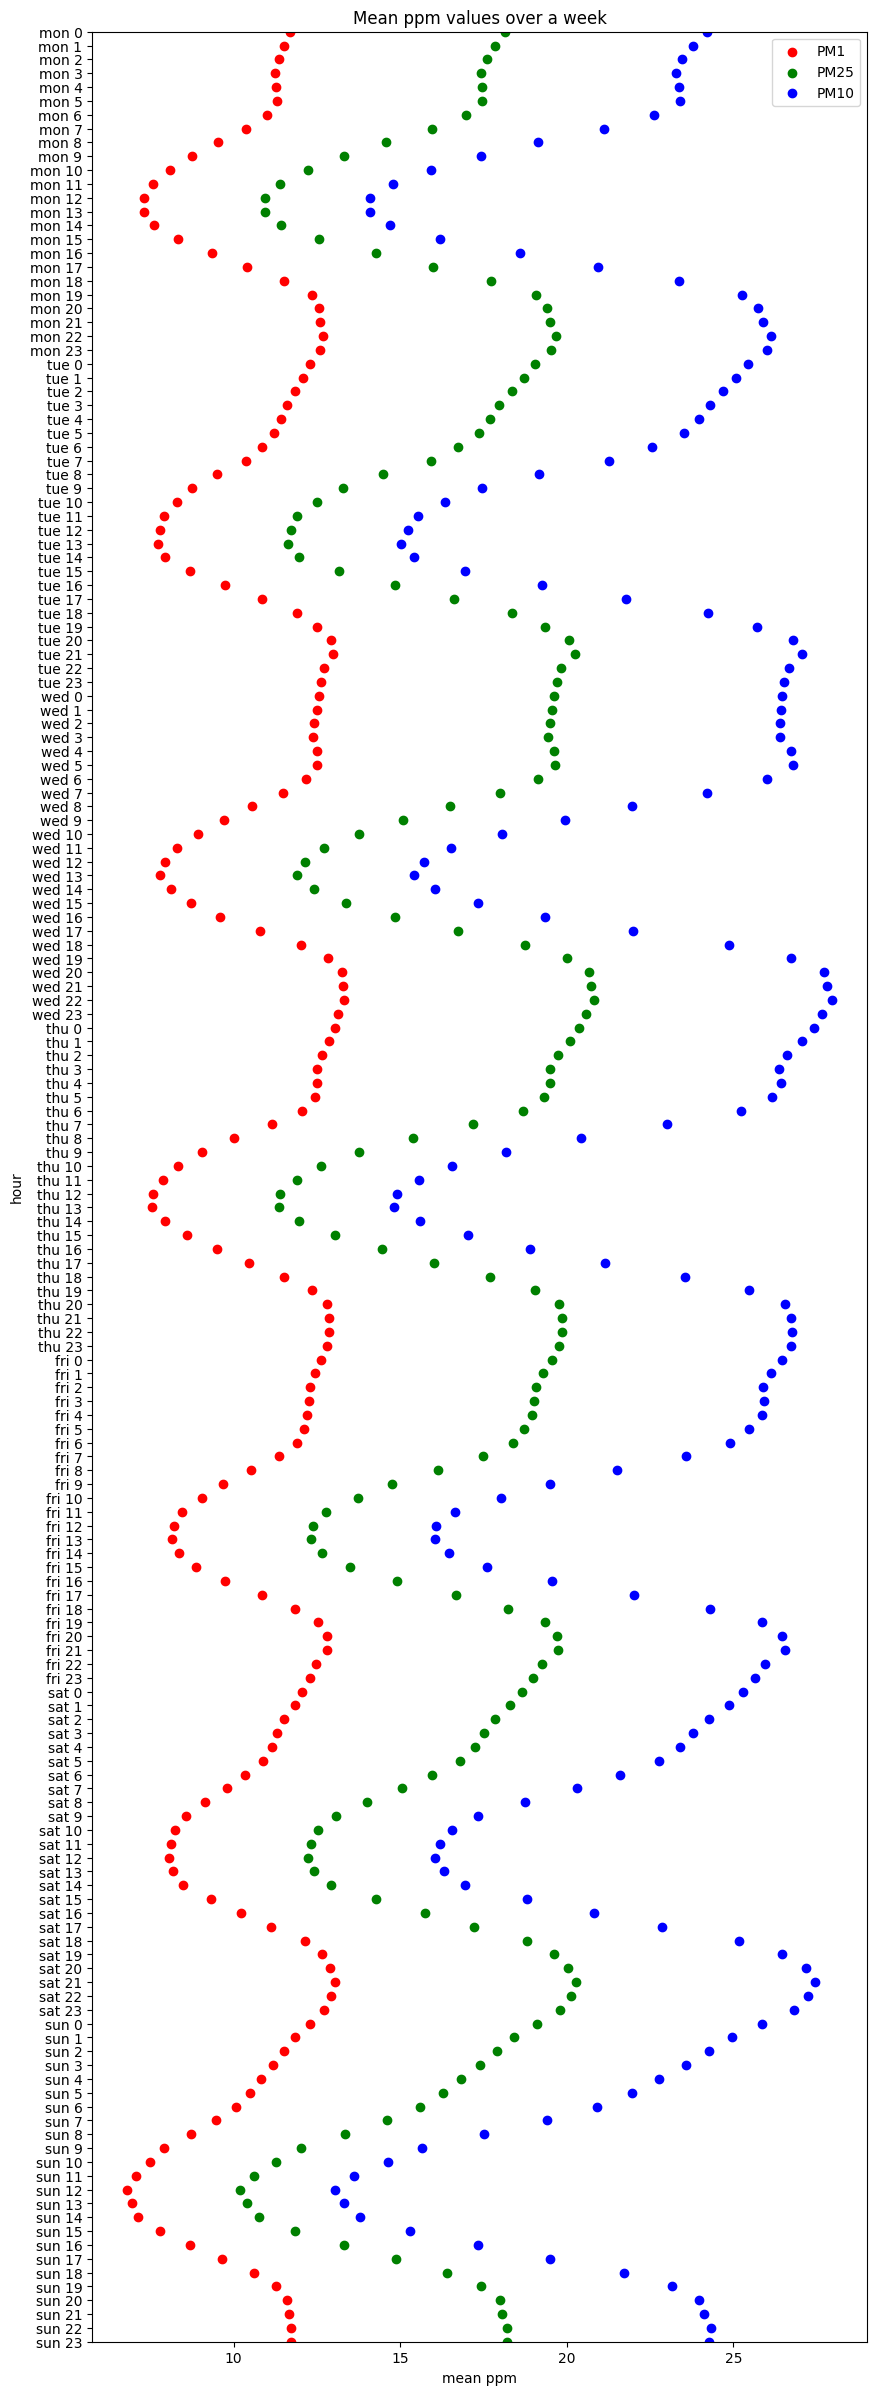 Mean ppm values over a week
PM1
PM25
PM10
mon 0
mon 1
mon 2
mon 3
mon 4
mon 5
mon 6
mon 7
mon 8
mon 9
mon 10
mon 11
mon 12
mon 13
mon 14
mon 15
mon 16
mon 17
mon 18
mon 19
mon 20
mon 21
mon 22
mon 23
tue 0
tue 1
tue 2
tue 3
tue 4
tue 5
tue 6
tue 7
tue 8
tue 9
tue 10
tue 11
tue 12
tue 13
tue 14
tue 15
tue 16
tue 17
tue 18
tue 19
tue 20
tue 21
tue 22
tue 23
wed 0
wed 1
wed 2
wed 3
wed 4
wed 5
wed 6
wed 7
wed 8
wed 9
wed 10
wed 11
wed 12
wed 13
wed 14
wed 15
wed 16
wed 17
wed 18
wed 19
wed 20
wed 21
wed 22
wed 23
thu 0
thu 1
thu 2
thu 3
thu 4
thu 5
thu 6
thu 7
thu 8
thu 9
thu 10
thu 11
thu 12
thu 13
thu 14
thu 15
thu 16
thu 17
thu 18
thu 19
thu 20
thu 21
thu 22
thu 23
fri 0
fri 1
fri 2
fri 3
fri 4
fri 5
fri 6
fri 7
fri 8
fri 9
fri 10
fri 11
fri 12
fri 13
fri 14
fri 15
fri 16
fri 17
fri 18
fri 19
fri 20
fri 21
fri 22
fri 23
sat 0
sat 1
sat 2
sat 3
sat 4
sat 5
sat 6
sat 7
sat 8
sat 9
sat 10
sat 11
sat 12
sat 13
sat 14
sat 15
sat 16
sat 17
sat 18
sat 19
sat 20
sat 21
sat 22
sat 23
sun 0
sun 1
sun 2
sun 3
sun 4
sun 5
sun 6
sun 7
sun 8
sun 9
sun 10
sun 11
sun 12
sun 13
sun 14
sun 15
sun 16
sun 17
sun 18
sun 19
sun 20
sun 21
sun 22
sun 23
hour
10
15
20
25
mean ppm